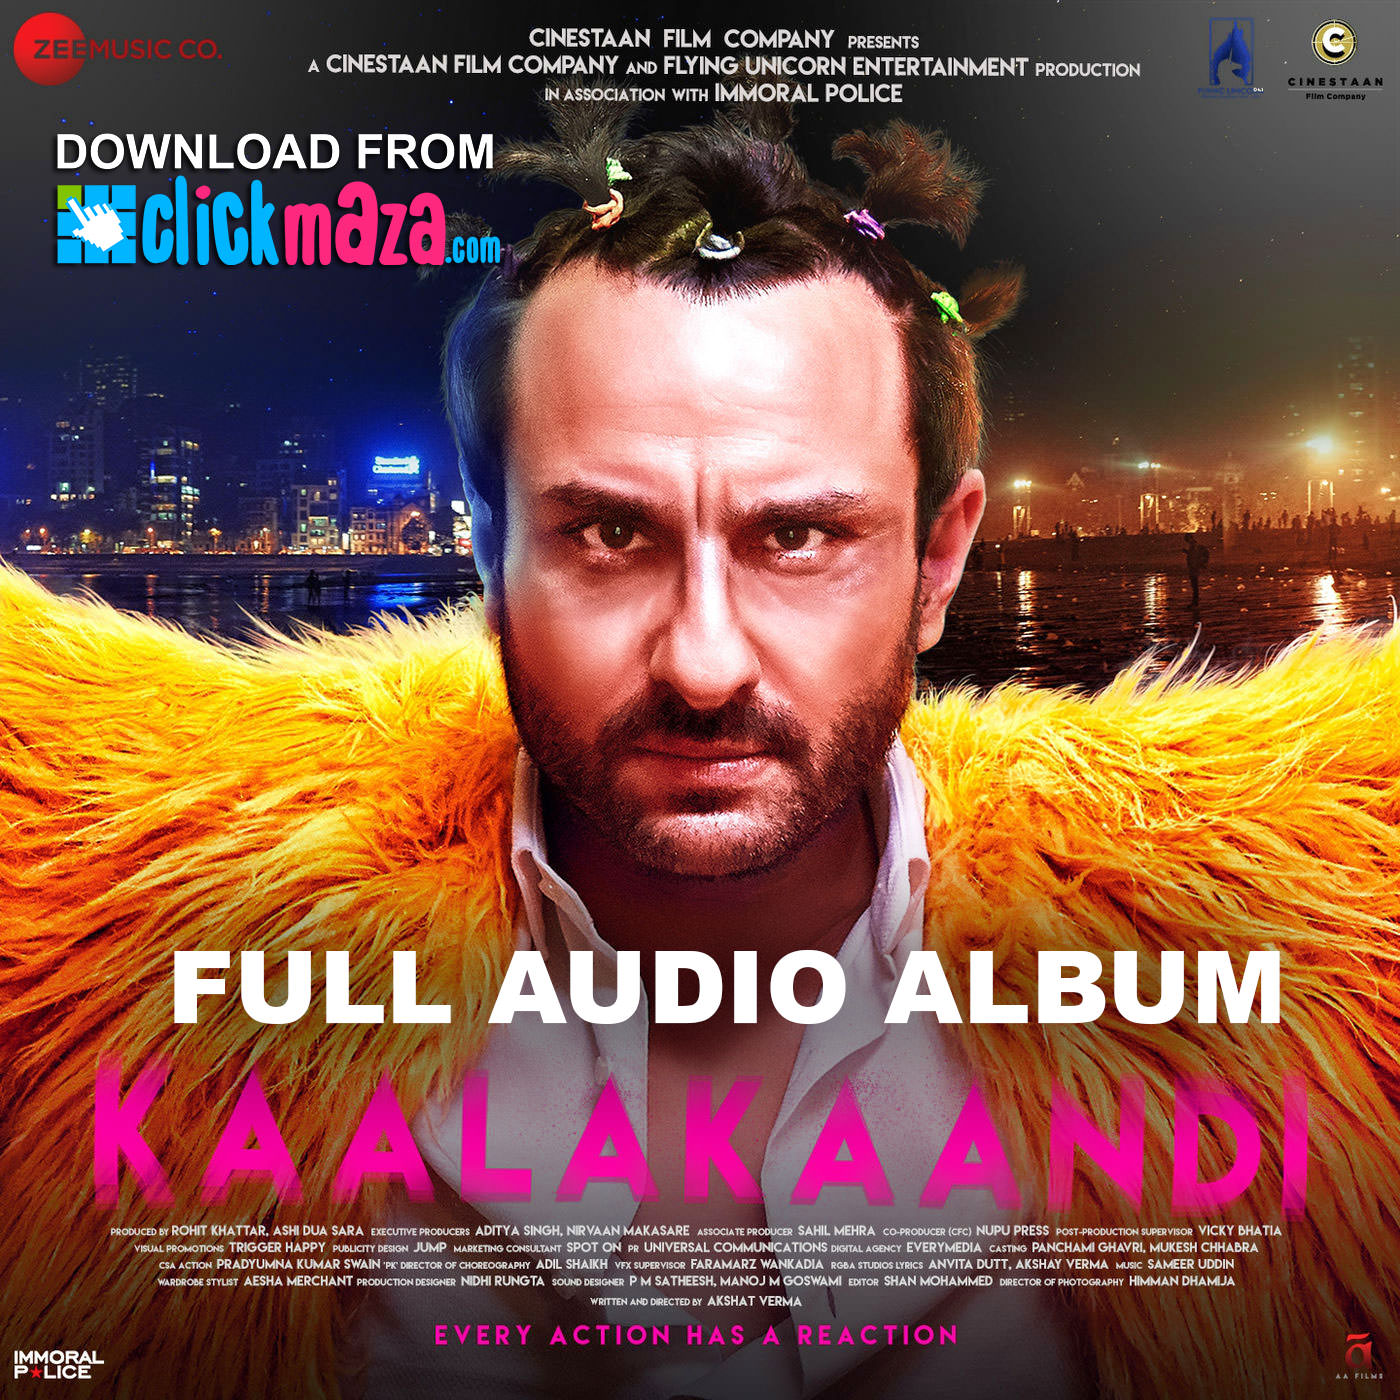 ZEE MUSIC CO.
CINESTAAN FILM COMPANY PRESENTS
A CINESTAAN FILM COMPANY AND FLYING UNICORN ENTERTAINMENT PRODUCTION
IN ASSOCIATION WITH IMMORAL POLICE
CINESTAAN
Film Company
DOWNLOAD FROM
clickmaza.com
FULL AUDIO ALBUM
KAALAKAANDI
PRODUCED BY ROHIT KHATTAR, ASHI DUA SARA EXECUTIVE PRODUCERS ADITYA SINGH, NIRVAAN MAKASARE ASSOCIATE PRODUCER SAHIL MEHRA CO-PRODUCER (CFC) NUPU PRESS POST-PRODUCTION SUPERVISOR VICKY BHATIA
VISUAL PROMOTIONS TRIGGER HAPPY PUBLICITY DESIGN JUMP MARKETING CONSULTANT SPOT ON PR UNIVERSAL COMMUNICATIONS DIGITAL AGENCY EVERYMEDIA CASTING PANCHAMI GHAVRI, MUKESH CHHABRA
CSA ACTION PRADYUMNA KUMAR SWAIN 'PK' DIRECTOR OF CHOREOGRAPHY ADIL SHAIKH VFX SUPERVISOR FARAMARZ WANKADIA RGBA STUDIOS LYRICS ANVITA DUTT, AKSHAY VERMA MUSIC SAMEER UDDIN
WARDROBE STYLIST AESHA MERCHANT PRODUCTION DESIGNER NIDHI RUNGTA SOUND DESIGNER P M SATHEESH, MANOJ M GOSWAMI EDITOR SHAN MOHAMMED DIRECTOR OF PHOTOGRAPHY HIMMAN DHAMIJA
WRITTEN AND DIRECTED BY AKSHAT VERMA
EVERY ACTION HAS A REACTION
IMMORAL
P★LICE
AA FILMS